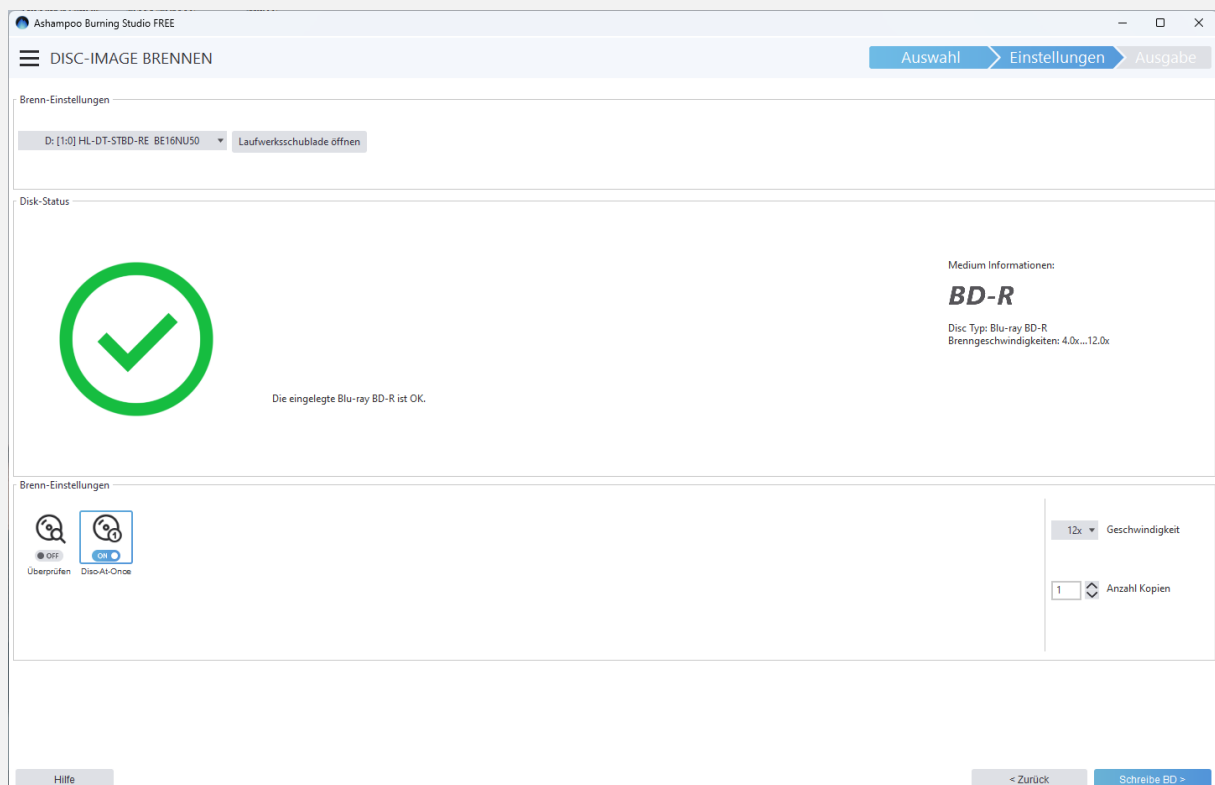 Ashampoo Burning Studio FREE
DISC-IMAGE BRENNEN
Auswahl
Einstellungen
Ausgabe
Brenn-Einstellungen
D: [1:0] HL-DT-STBD-RE BE16NU50
Laufwerksschublade öffnen
Disk-Status
Medium Informationen:
BD-R
Disc Typ: Blu-ray BD-R
Brenngeschwindigkeiten: 4.0x...12.0x
Die eingelegte Blu-ray BD-R ist OK.
Brenn-Einstellungen
1
OFF
ON
Überprüfen
Disc-At-Once
12x
Geschwindigkeit
1
Anzahl Kopien
Hilfe
< Zurück
Schreibe BD >